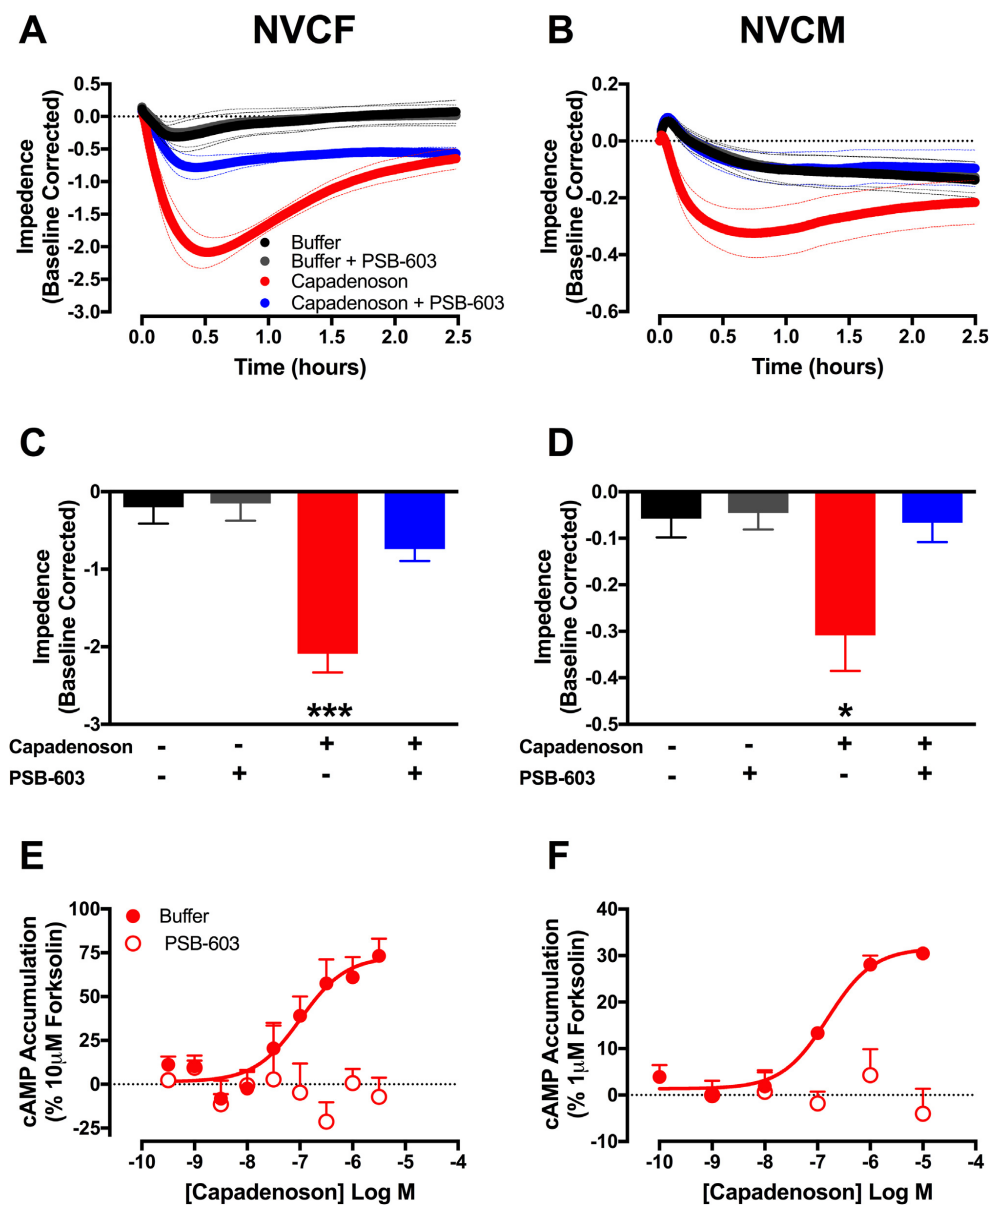 A
NVCF
B
NVCM
Impedence
(Baseline Corrected)
0.5
0.0
-0.5
-1.0
-1.5
-2.0
-2.5
-3.0
Buffer
Buffer + PSB-603
Capadenoson
Capadenoson + PSB-603
0.0 0.5 1.0 1.5 2.0 2.5
Time (hours)
Impedence
(Baseline Corrected)
0.2
0.0
-0.2
-0.4
-0.6
0.0 0.5 1.0 1.5 2.0 2.5
Time (hours)
C
Impedence
(Baseline Corrected)
0
-1
-2
-3
***
Capadenoson - - + +
PSB-603 - + - +
D
Impedence
(Baseline Corrected)
0.0
-0.1
-0.2
-0.3
-0.4
-0.5
*
Capadenoson - - + +
PSB-603 - + - +
E
cAMP Accumulation
(% 10µM Forksolin)
100
75
50
25
0
-25
Buffer
PSB-603
-10 -9 -8 -7 -6 -5 -4
[Capadenoson] Log M
F
cAMP Accumulation
(% 1µM Forksolin)
40
30
20
10
0
-10
-10 -9 -8 -7 -6 -5 -4
[Capadenoson] Log M